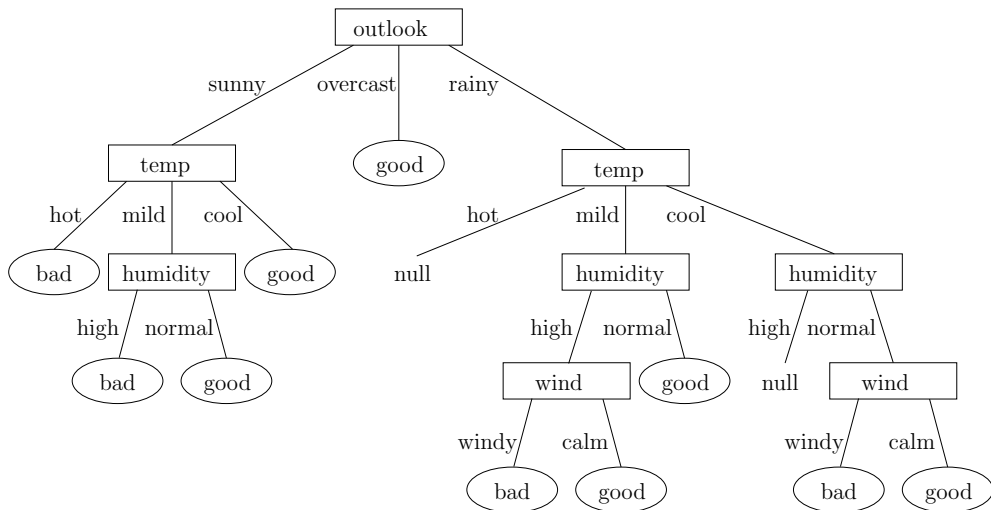 outlook
sunny overcast rainy
temp good temp
hot mild cool hot mild cool
bad humidity good null humidity humidity
high normal high normal high normal
bad good wind good null wind
windy calm windy calm
bad good bad good